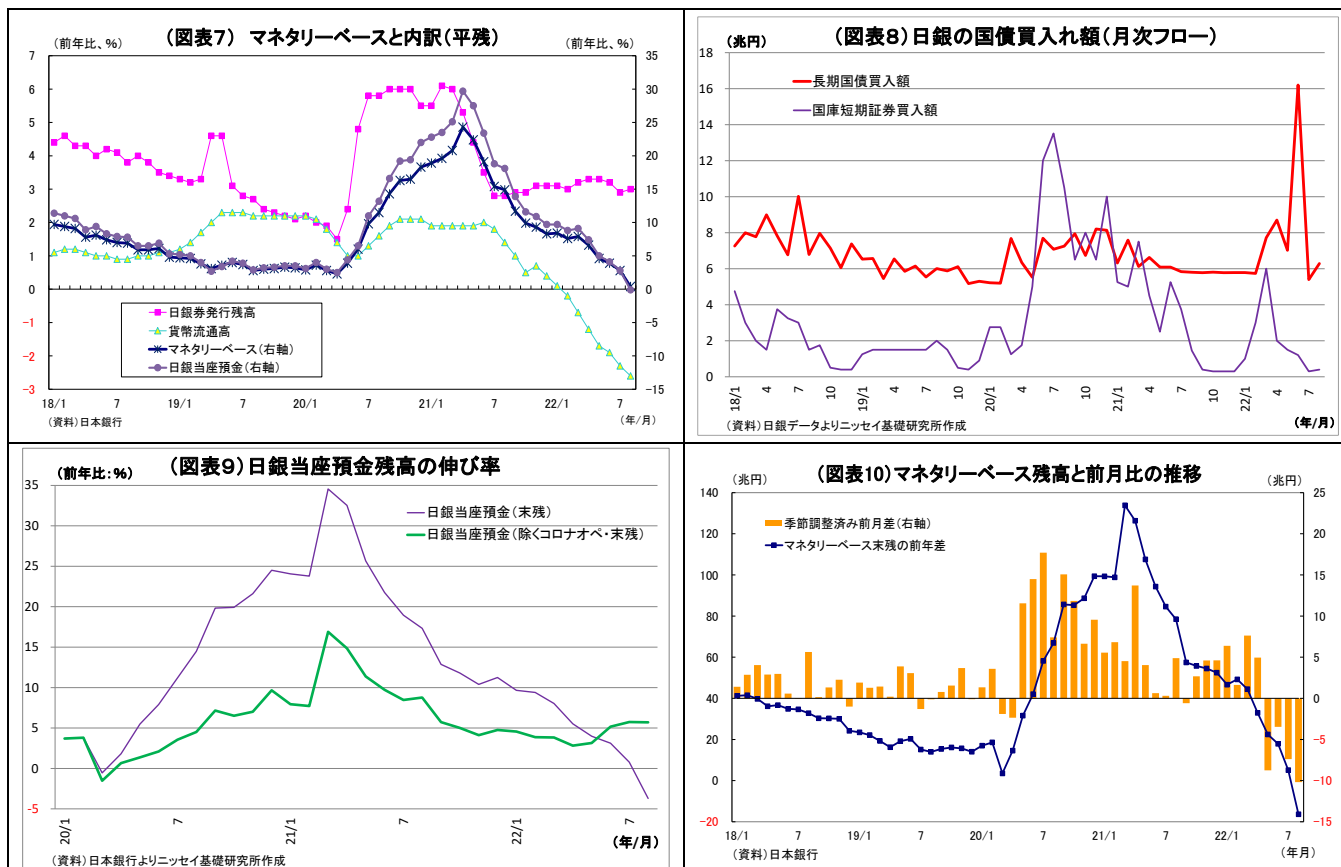 (図表7) マネタリーベースと内訳(平残)
(前年比、%)
(前年比、%)
7
6
5
4
3
2
1
0
-1
-2
-3
35
30
25
20
15
10
5
0
-5
-10
-15
日銀券発行残高
貨幣流通高
マネタリーベース(右軸)
日銀当座預金(右軸)
18/1 7 19/1 7 20/1 7 21/1 7 22/1 7
(年/月)
(資料)日本銀行
(図表8)日銀の国債買入れ額(月次フロー)
(兆円)
18
16
14
12
10
8
6
4
2
0
長期国債買入額
国庫短期証券買入額
18/1 4 7 10 19/1 4 7 10 20/1 4 7 10 21/1 4 7 10 22/1 4 7
(年/月)
(資料)日銀データよりニッセイ基礎研究所作成
(図表9)日銀当座預金残高の伸び率
(前年比:%)
35
30
25
20
15
10
5
0
-5
日銀当座預金(末残)
日銀当座預金(除くコロナオペ・末残)
20/1 7 21/1 7 22/1 7
(年/月)
(資料)日本銀行よりニッセイ基礎研究所作成
(図表10)マネタリーベース残高と前月比の推移
(兆円)
(兆円)
140
120
100
80
60
40
20
0
-20
25
20
15
10
5
0
-5
-10
-15
季節調整済み前月差(右軸)
マネタリーベース末残の前年差
18/1 7 19/1 7 20/1 7 21/1 7 22/1 7
(年/月)
(資料)日本銀行